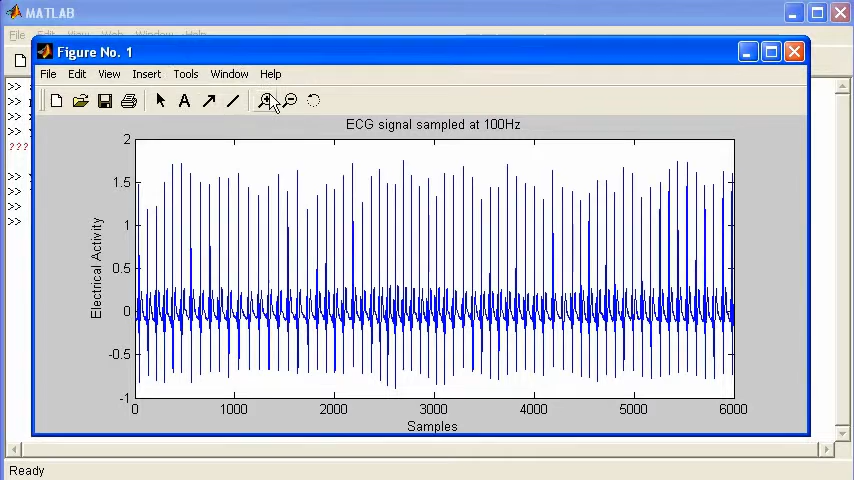 MATLAB
Figure No. 1
File Edit View Insert Tools Window Help
ECG signal sampled at 100Hz
2
1.5
1
0.5
0
-0.5
-1
Electrical Activity
0 1000 2000 3000 4000 5000 6000
Samples
>>
>>
>>
>>
???
>>
>>
>>
>>
Ready